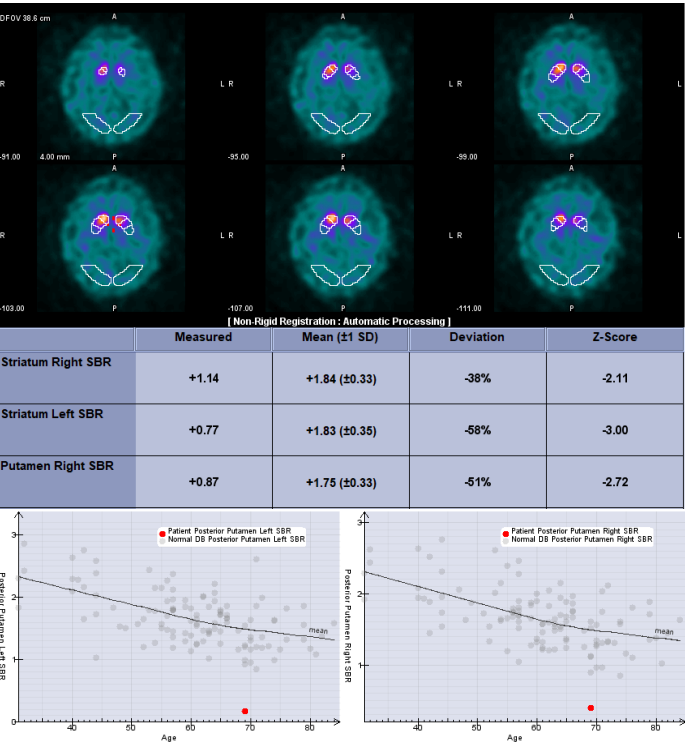 DFOV 38.6 cm
A A A
R L R L R L
-91.00 4.00 mm P -95.00 P -99.00 P
A A A
R L R L R L
-103.00 P -107.00 P -111.00 P
[ Non-Rigid Registration : Automatic Processing ]
Measured Mean (±1 SD) Deviation Z-Score
Striatum Right SBR +1.14 +1.84 (±0.33) -38% -2.11
Striatum Left SBR +0.77 +1.83 (±0.35) -58% -3.00
Putamen Right SBR +0.87 +1.75 (±0.33) -51% -2.72
Patient Posterior Putamen Left SBR
Normal DB Posterior Putamen Left SBR
Posterior Putamen Left SBR
3
2
1
0
mean
40 50 60 70 80
Age
Patient Posterior Putamen Right SBR
Normal DB Posterior Putamen Right SBR
Posterior Putamen Right SBR
3
2
1
mean
40 50 60 70 80
Age